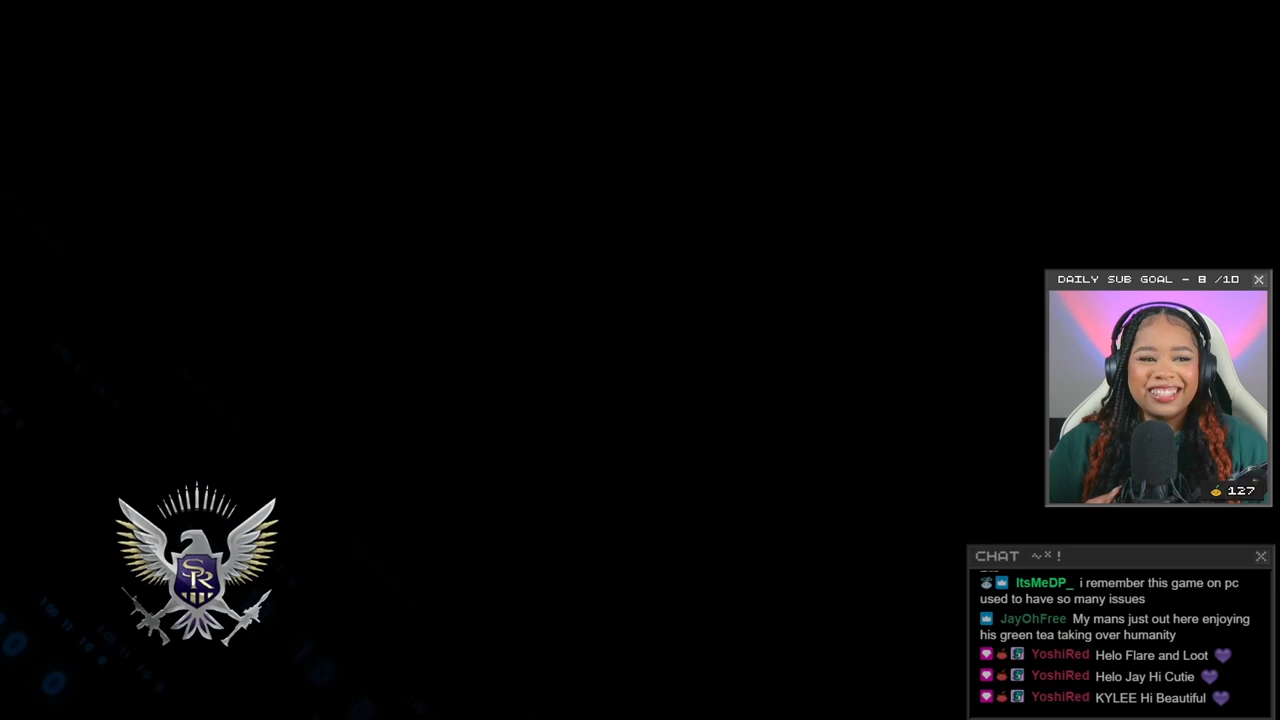 DAILY SUB GOAL - 8 /10
127
SR
CHAT ~× !
ItsMeDP_ i remember this game on pc
used to have so many issues
JayOhFree My mans just out here enjoying
his green tea taking over humanity
YoshiRed Helo Flare and Loot
YoshiRed Helo Jay Hi Cutie
YoshiRed KYLEE Hi Beautiful